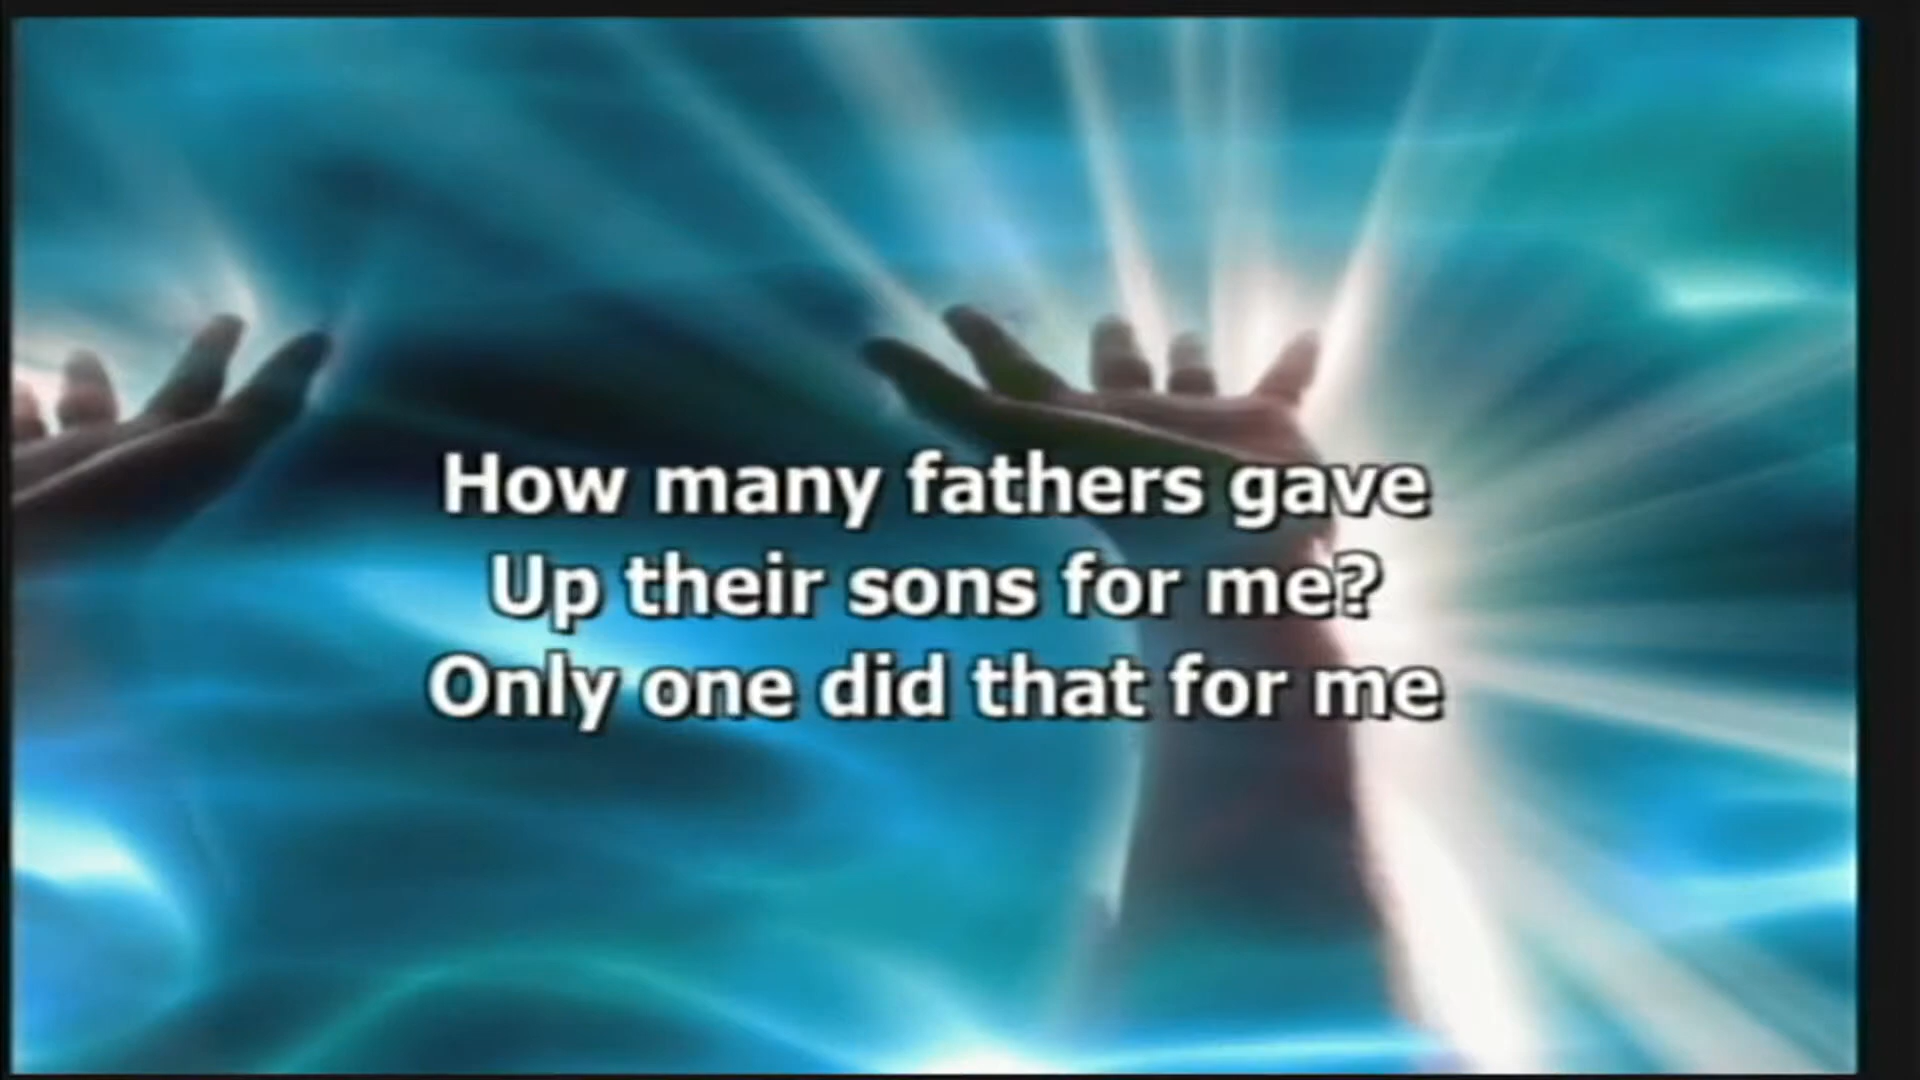 How many fathers gave
Up their sons for me?
Only one did that for me